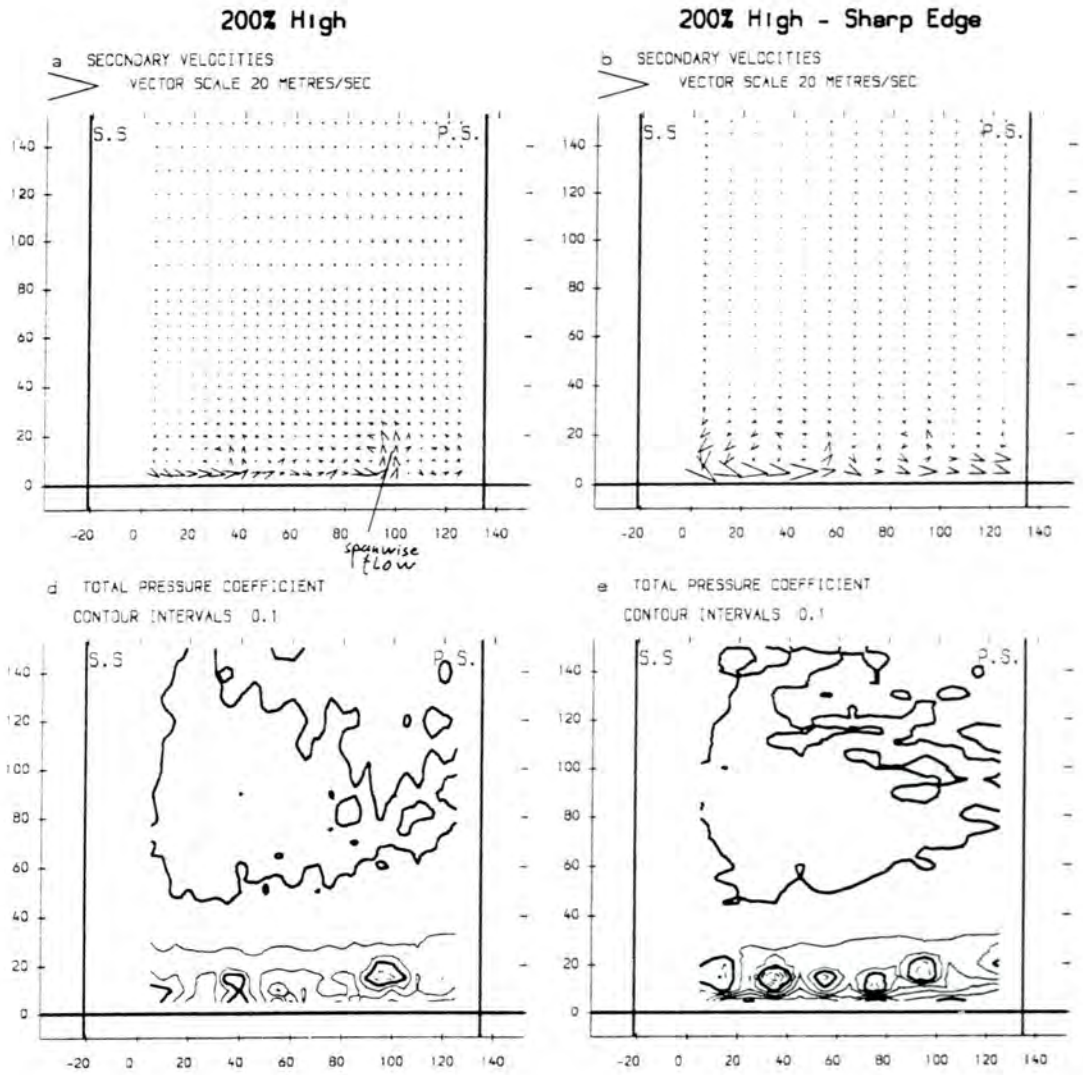 200% High
200% High - Sharp Edge
a SECONDARY VELOCITIES
VECTOR SCALE 20 METRES/SEC
b SECONDARY VELOCITIES
VECTOR SCALE 20 METRES/SEC
S.S P.S.
S.S P.S.
140
120
100
80
60
40
20
0
140
120
100
80
60
40
20
0
-20 0 20 40 60 80 100 120 140
-20 0 20 40 60 80 100 120 140
spanwise
flow
d TOTAL PRESSURE COEFFICIENT
CONTOUR INTERVALS 0.1
e TOTAL PRESSURE COEFFICIENT
CONTOUR INTERVALS 0.1
S.S P.S.
S.S P.S.
140
120
100
80
60
40
20
0
140
120
100
80
60
40
20
0
-20 0 20 40 60 80 100 120 140
-20 0 20 40 60 80 100 120 140